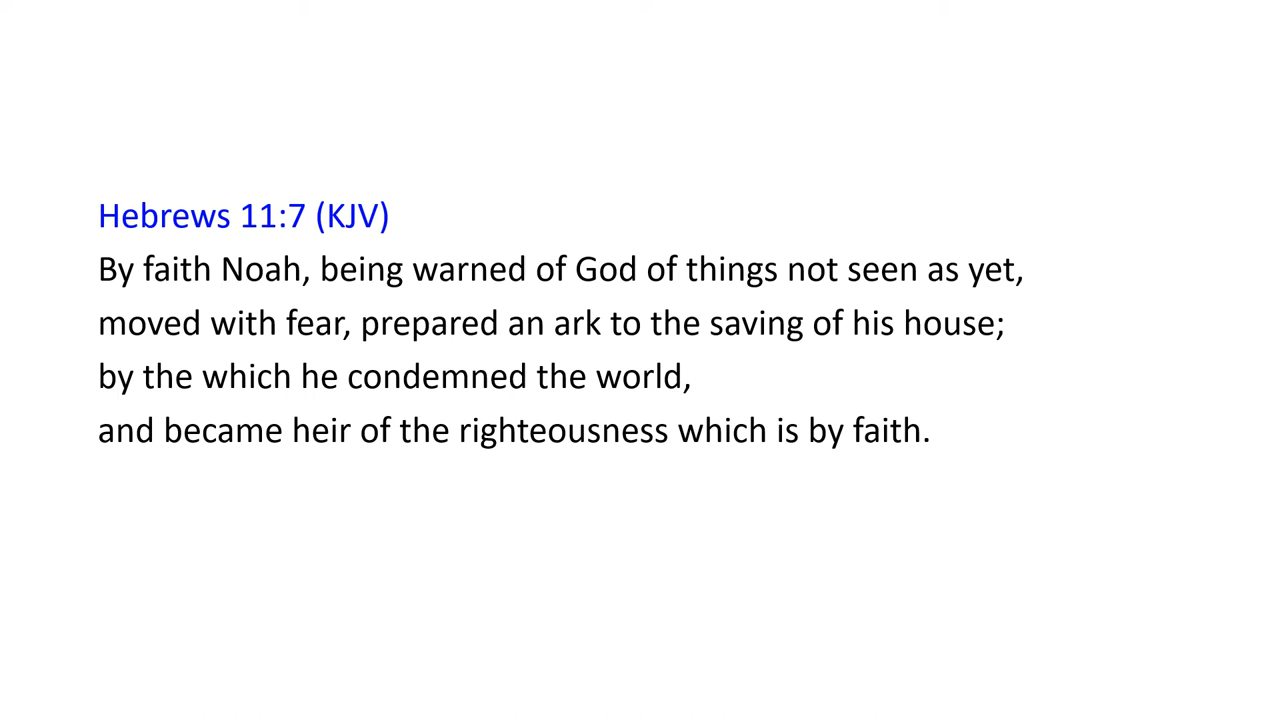 Hebrews 11:7 (KJV)
By faith Noah, being warned of God of things not seen as yet,
moved with fear, prepared an ark to the saving of his house;
by the which he condemned the world,
and became heir of the righteousness which is by faith.